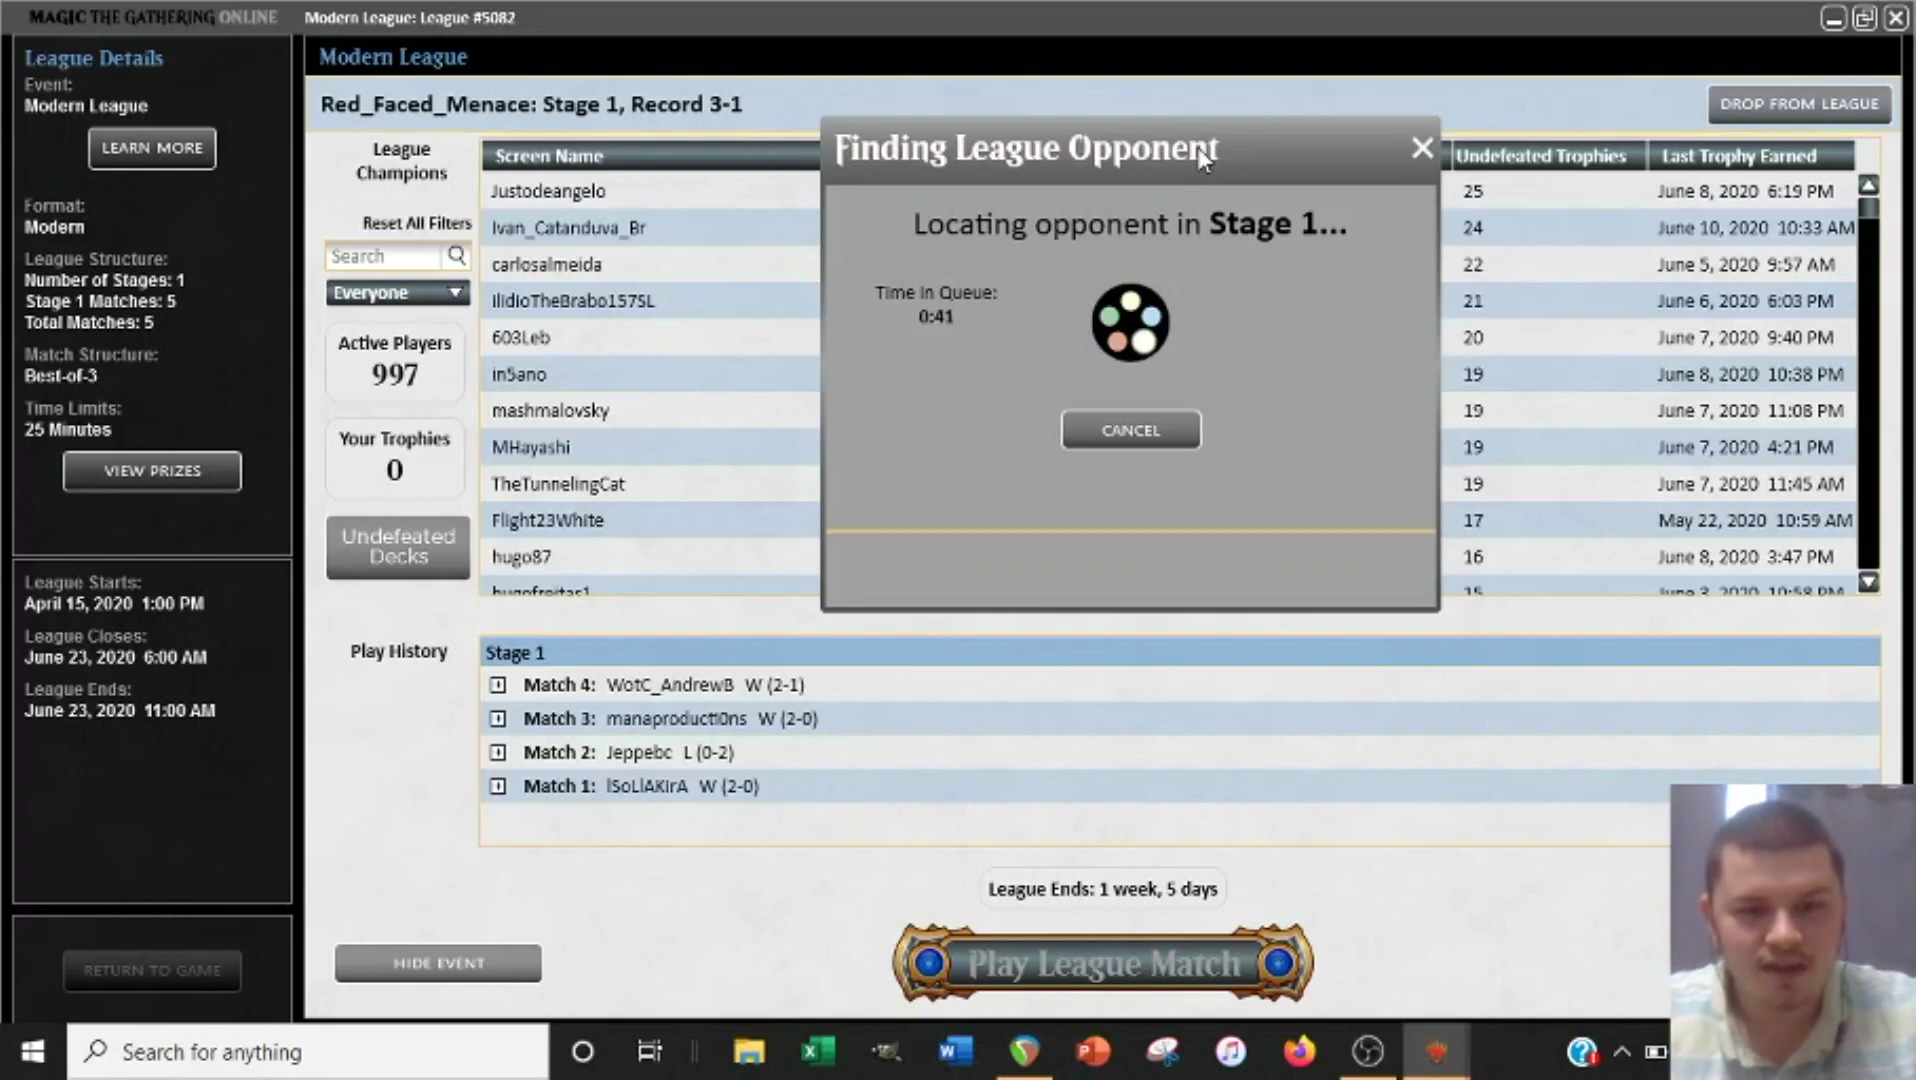 MAGIC THE GATHERING ONLINE
Modern League: League #5082
League Details
Event:
Modern League
LEARN MORE
Format:
Modern
League Structure:
Number of Stages: 1
Stage 1 Matches: 5
Total Matches: 5
Match Structure:
Best-of-3
Time Limits:
25 Minutes
VIEW PRIZES
League Starts:
April 15, 2020 1:00 PM
League Closes:
June 23, 2020 6:00 AM
League Ends:
June 23, 2020 11:00 AM
RETURN TO GAME
Modern League
Red_Faced_Menace: Stage 1, Record 3-1
DROP FROM LEAGUE
League
Champions
Reset All Filters
Search
Everyone
Active Players
997
Your Trophies
0
Undefeated
Decks
Screen Name
Undefeated Trophies
Last Trophy Earned
Justodeangelo
25
June 8, 2020 6:19 PM
Ivan_Catanduva_Br
24
June 10, 2020 10:33 AM
carlosalmeida
22
June 5, 2020 9:57 AM
ilidioTheBrabo157SL
21
June 6, 2020 6:03 PM
603Leb
20
June 7, 2020 9:40 PM
in5ano
19
June 8, 2020 10:38 PM
mashmalovsky
19
June 7, 2020 11:08 PM
MHayashi
19
June 7, 2020 4:21 PM
TheTunnelingCat
19
June 7, 2020 11:45 AM
Flight23White
17
May 22, 2020 10:59 AM
hugo87
16
June 8, 2020 3:47 PM
hugofreitas1
15
June 3, 2020 10:58 PM
Finding League Opponent
Locating opponent in Stage 1...
Time In Queue:
0:41
CANCEL
Play History
Stage 1
Match 4: WotC_AndrewB W (2-1)
Match 3: manaproducti0ns W (2-0)
Match 2: Jeppebc L (0-2)
Match 1: lSoLlAKIrA W (2-0)
League Ends: 1 week, 5 days
HIDE EVENT
Play League Match
Search for anything